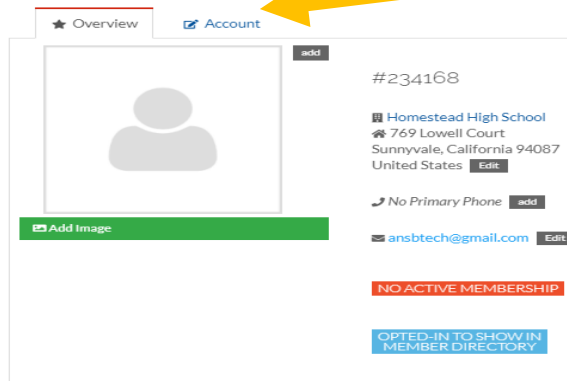 Overview
Account
add
#234168
Homestead High School
769 Lowell Court
Sunnyvale, California 94087
United States Edit
No Primary Phone add
Add Image
ansbtech@gmail.com Edit
NO ACTIVE MEMBERSHIP
OPTED-IN TO SHOW IN
MEMBER DIRECTORY